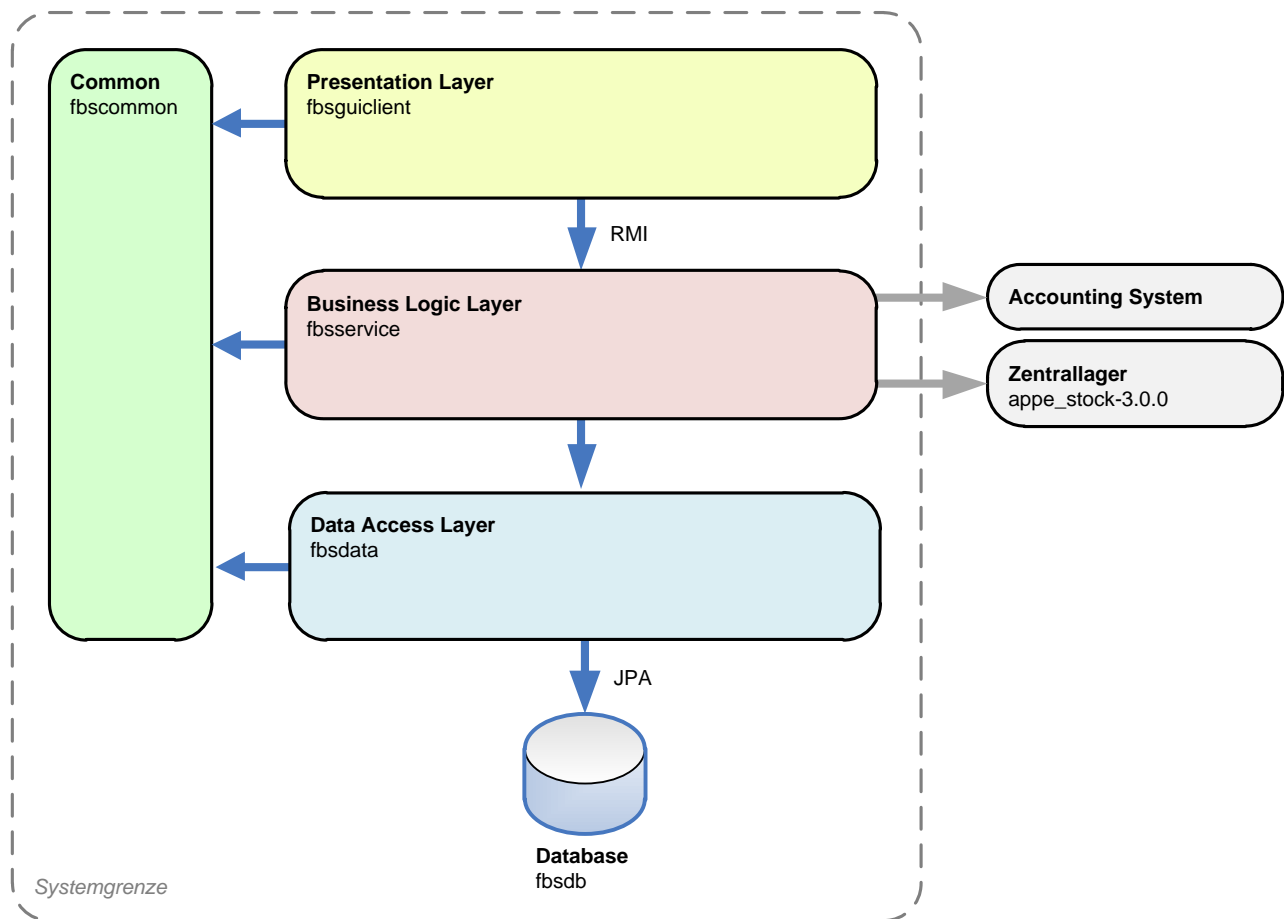 Common
fbscommon
Presentation Layer
fbsguiclient
RMI
Business Logic Layer
fbsservice
Accounting System
Zentrallager
appe_stock-3.0.0
Data Access Layer
fbsdata
JPA
Database
fbsdb
Systemgrenze